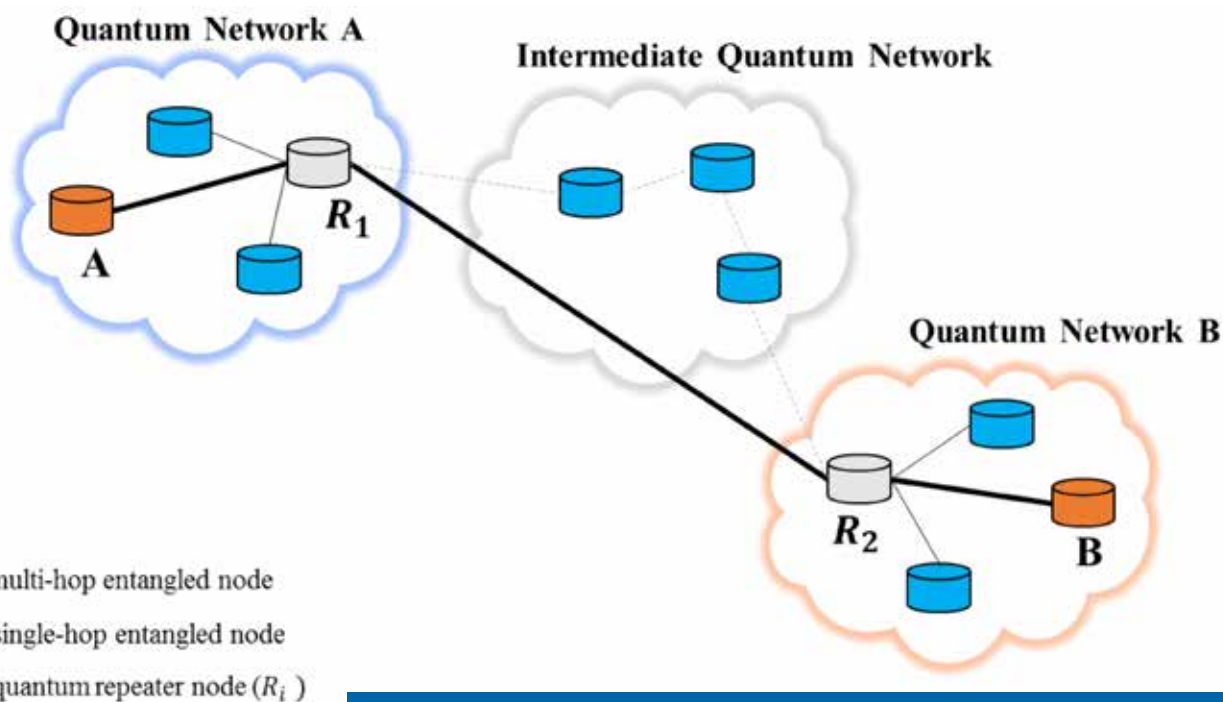 Quantum Network A
Intermediate Quantum Network
R₁
A
Quantum Network B
R₂
B
multi-hop entangled node
single-hop entangled node
quantum repeater node (Rᵢ )